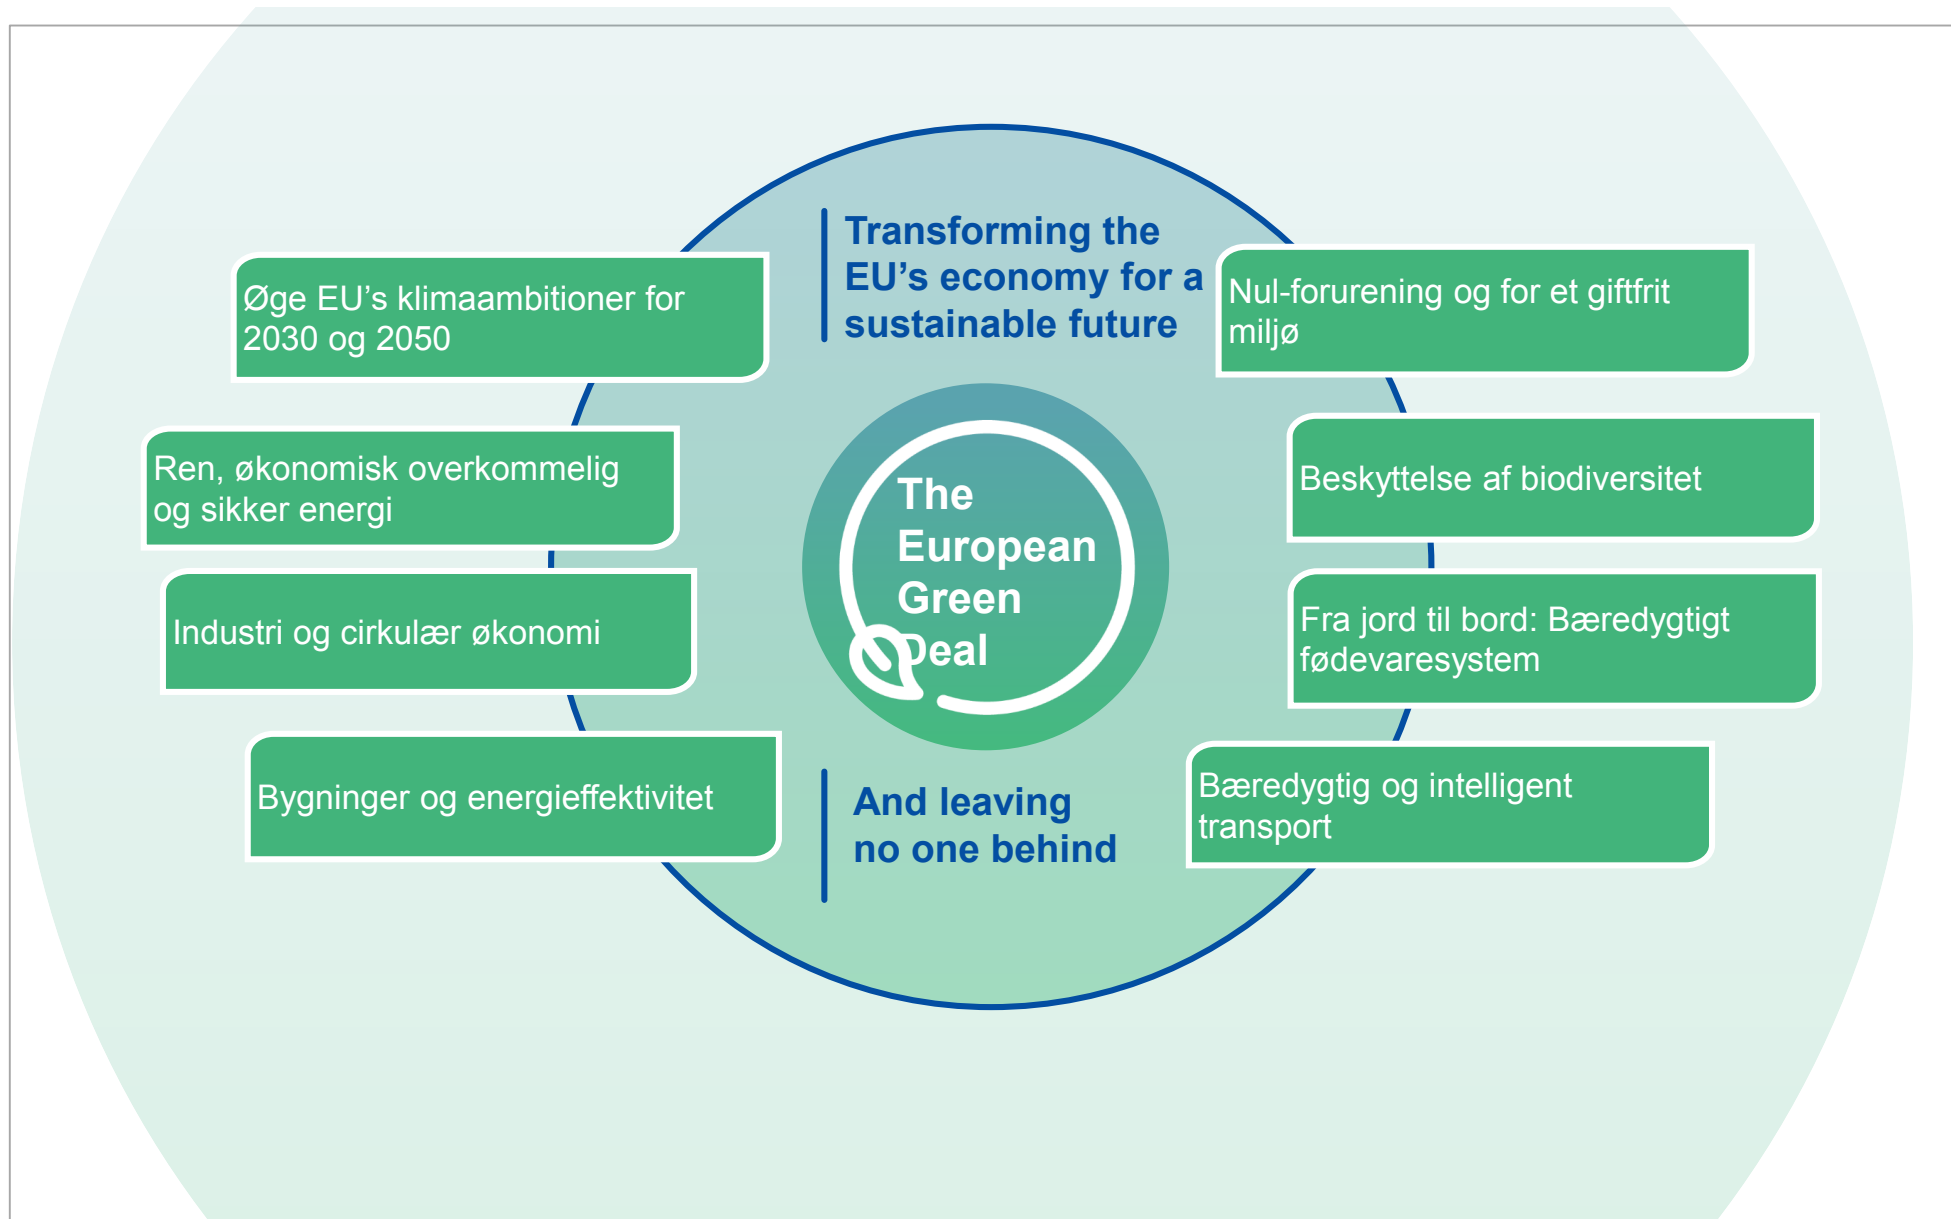 Transforming the
EU’s economy for a
sustainable future
Øge EU’s klimaambitioner for
2030 og 2050
Ren, økonomisk overkommelig
og sikker energi
Industri og cirkulær økonomi
Bygninger og energieffektivitet
The
European
Green
Deal
Nul-forurening og for et giftfrit
miljø
Beskyttelse af biodiversitet
Fra jord til bord: Bæredygtigt
fødevaresystem
Bæredygtig og intelligent
transport
And leaving
no one behind